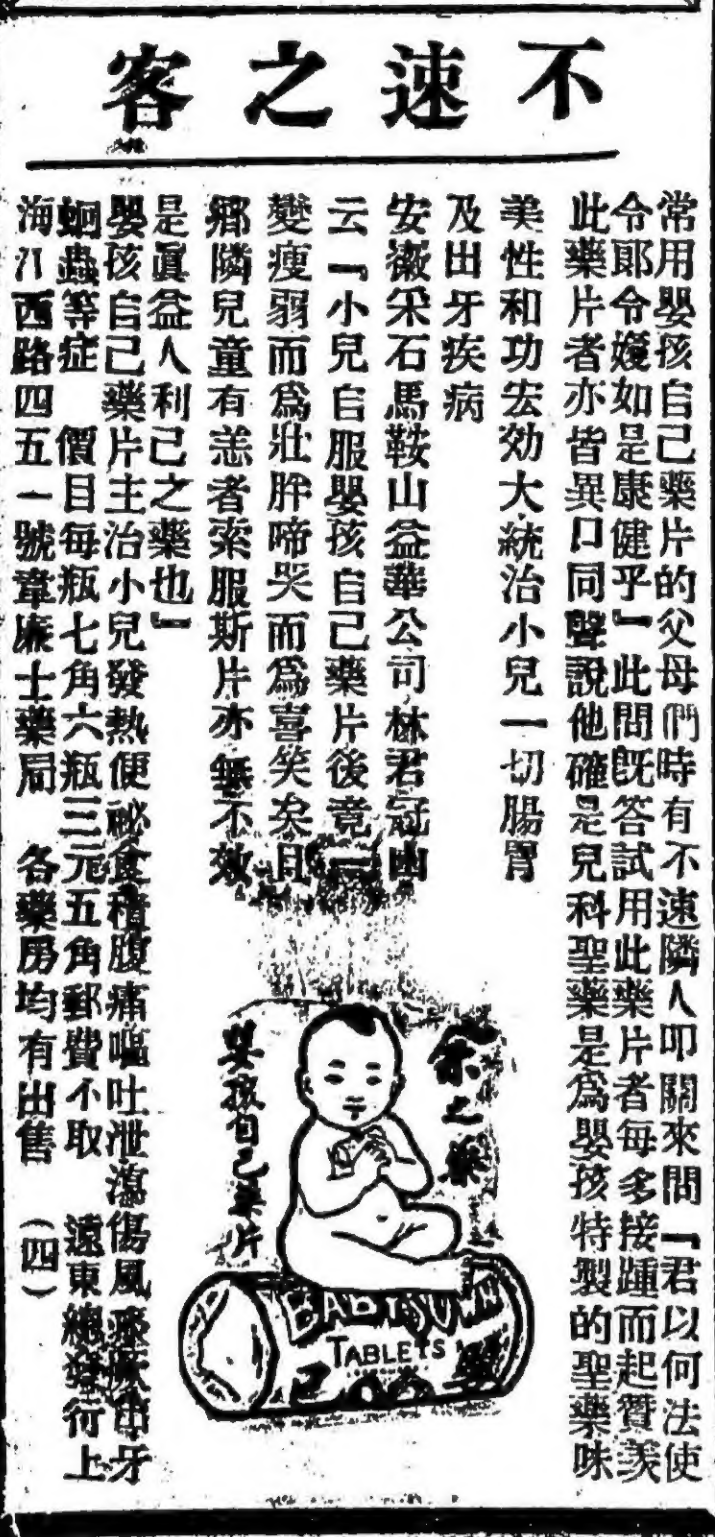 不速之客
常用嬰孩自己藥片的父母們時有不速隣人叩關來問『君以何法使
令郎令嬡如是康健乎』此問既答試用此藥片者每多接踵而起贊羨
此藥片者亦皆異口同聲說他確是兒科聖藥是爲嬰孩特製的聖藥味
美性和功宏効大統治小兒一切腸胃
及出牙疾病
安徽采石馬鞍山益華公司林君冠幽
云『小兒自服嬰孩自己藥片後竟一
變瘦弱而爲壯胖啼哭而爲喜笑矣且
鄉隣兒童有恙者索服斯片亦無不效
是眞益人利己之藥也』
嬰孩自己藥片主治小兒發熱便祕食積腹痛嘔吐泄瀉傷風痰厥出牙
蛔蟲等症 價目每瓶七角六瓶三元五角郵費不取 遠東總發行上
海江西路四五一號韋廉士藥局 各藥房均有出售 (四)
余之藥
嬰孩自己藥片
BABY'S OWN
TABLETS
己